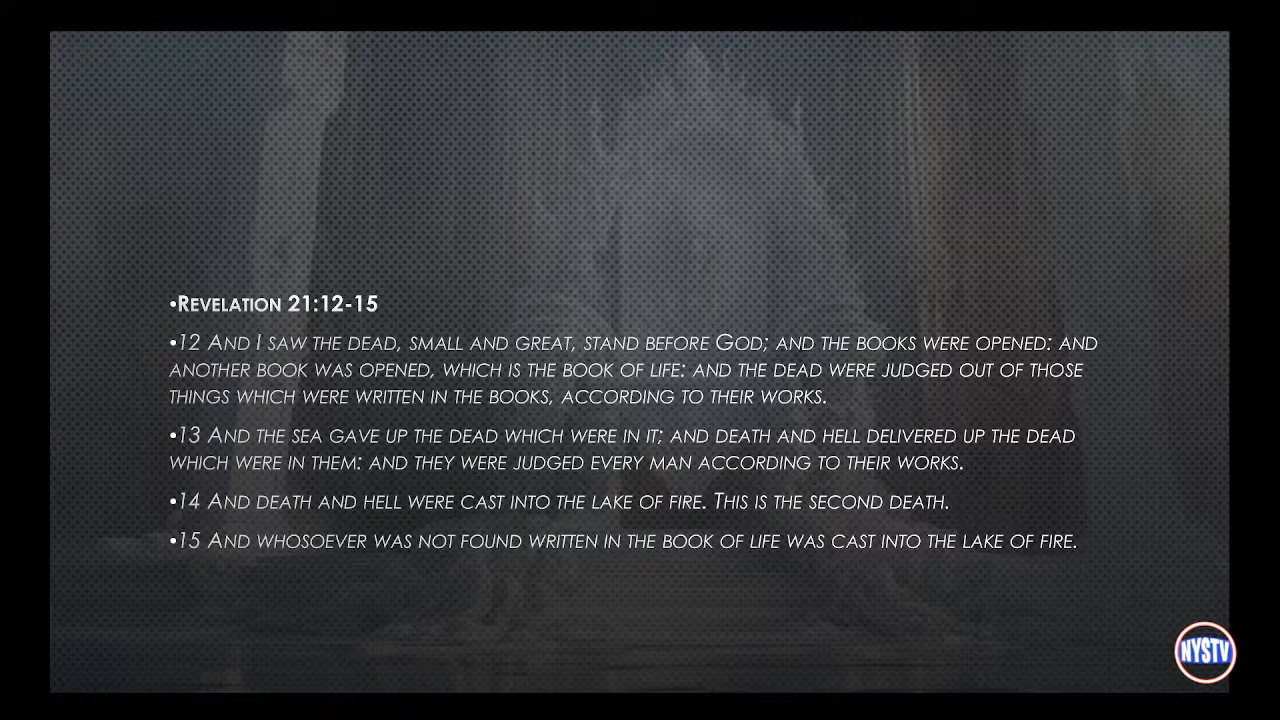 •Revelation 21:12-15
•12 And I saw the dead, small and great, stand before God; and the books were opened: and
another book was opened, which is the book of life: and the dead were judged out of those
things which were written in the books, according to their works.
•13 And the sea gave up the dead which were in it; and death and hell delivered up the dead
which were in them: and they were judged every man according to their works.
•14 And death and hell were cast into the lake of fire. This is the second death.
•15 And whosoever was not found written in the book of life was cast into the lake of fire.
NYSTV